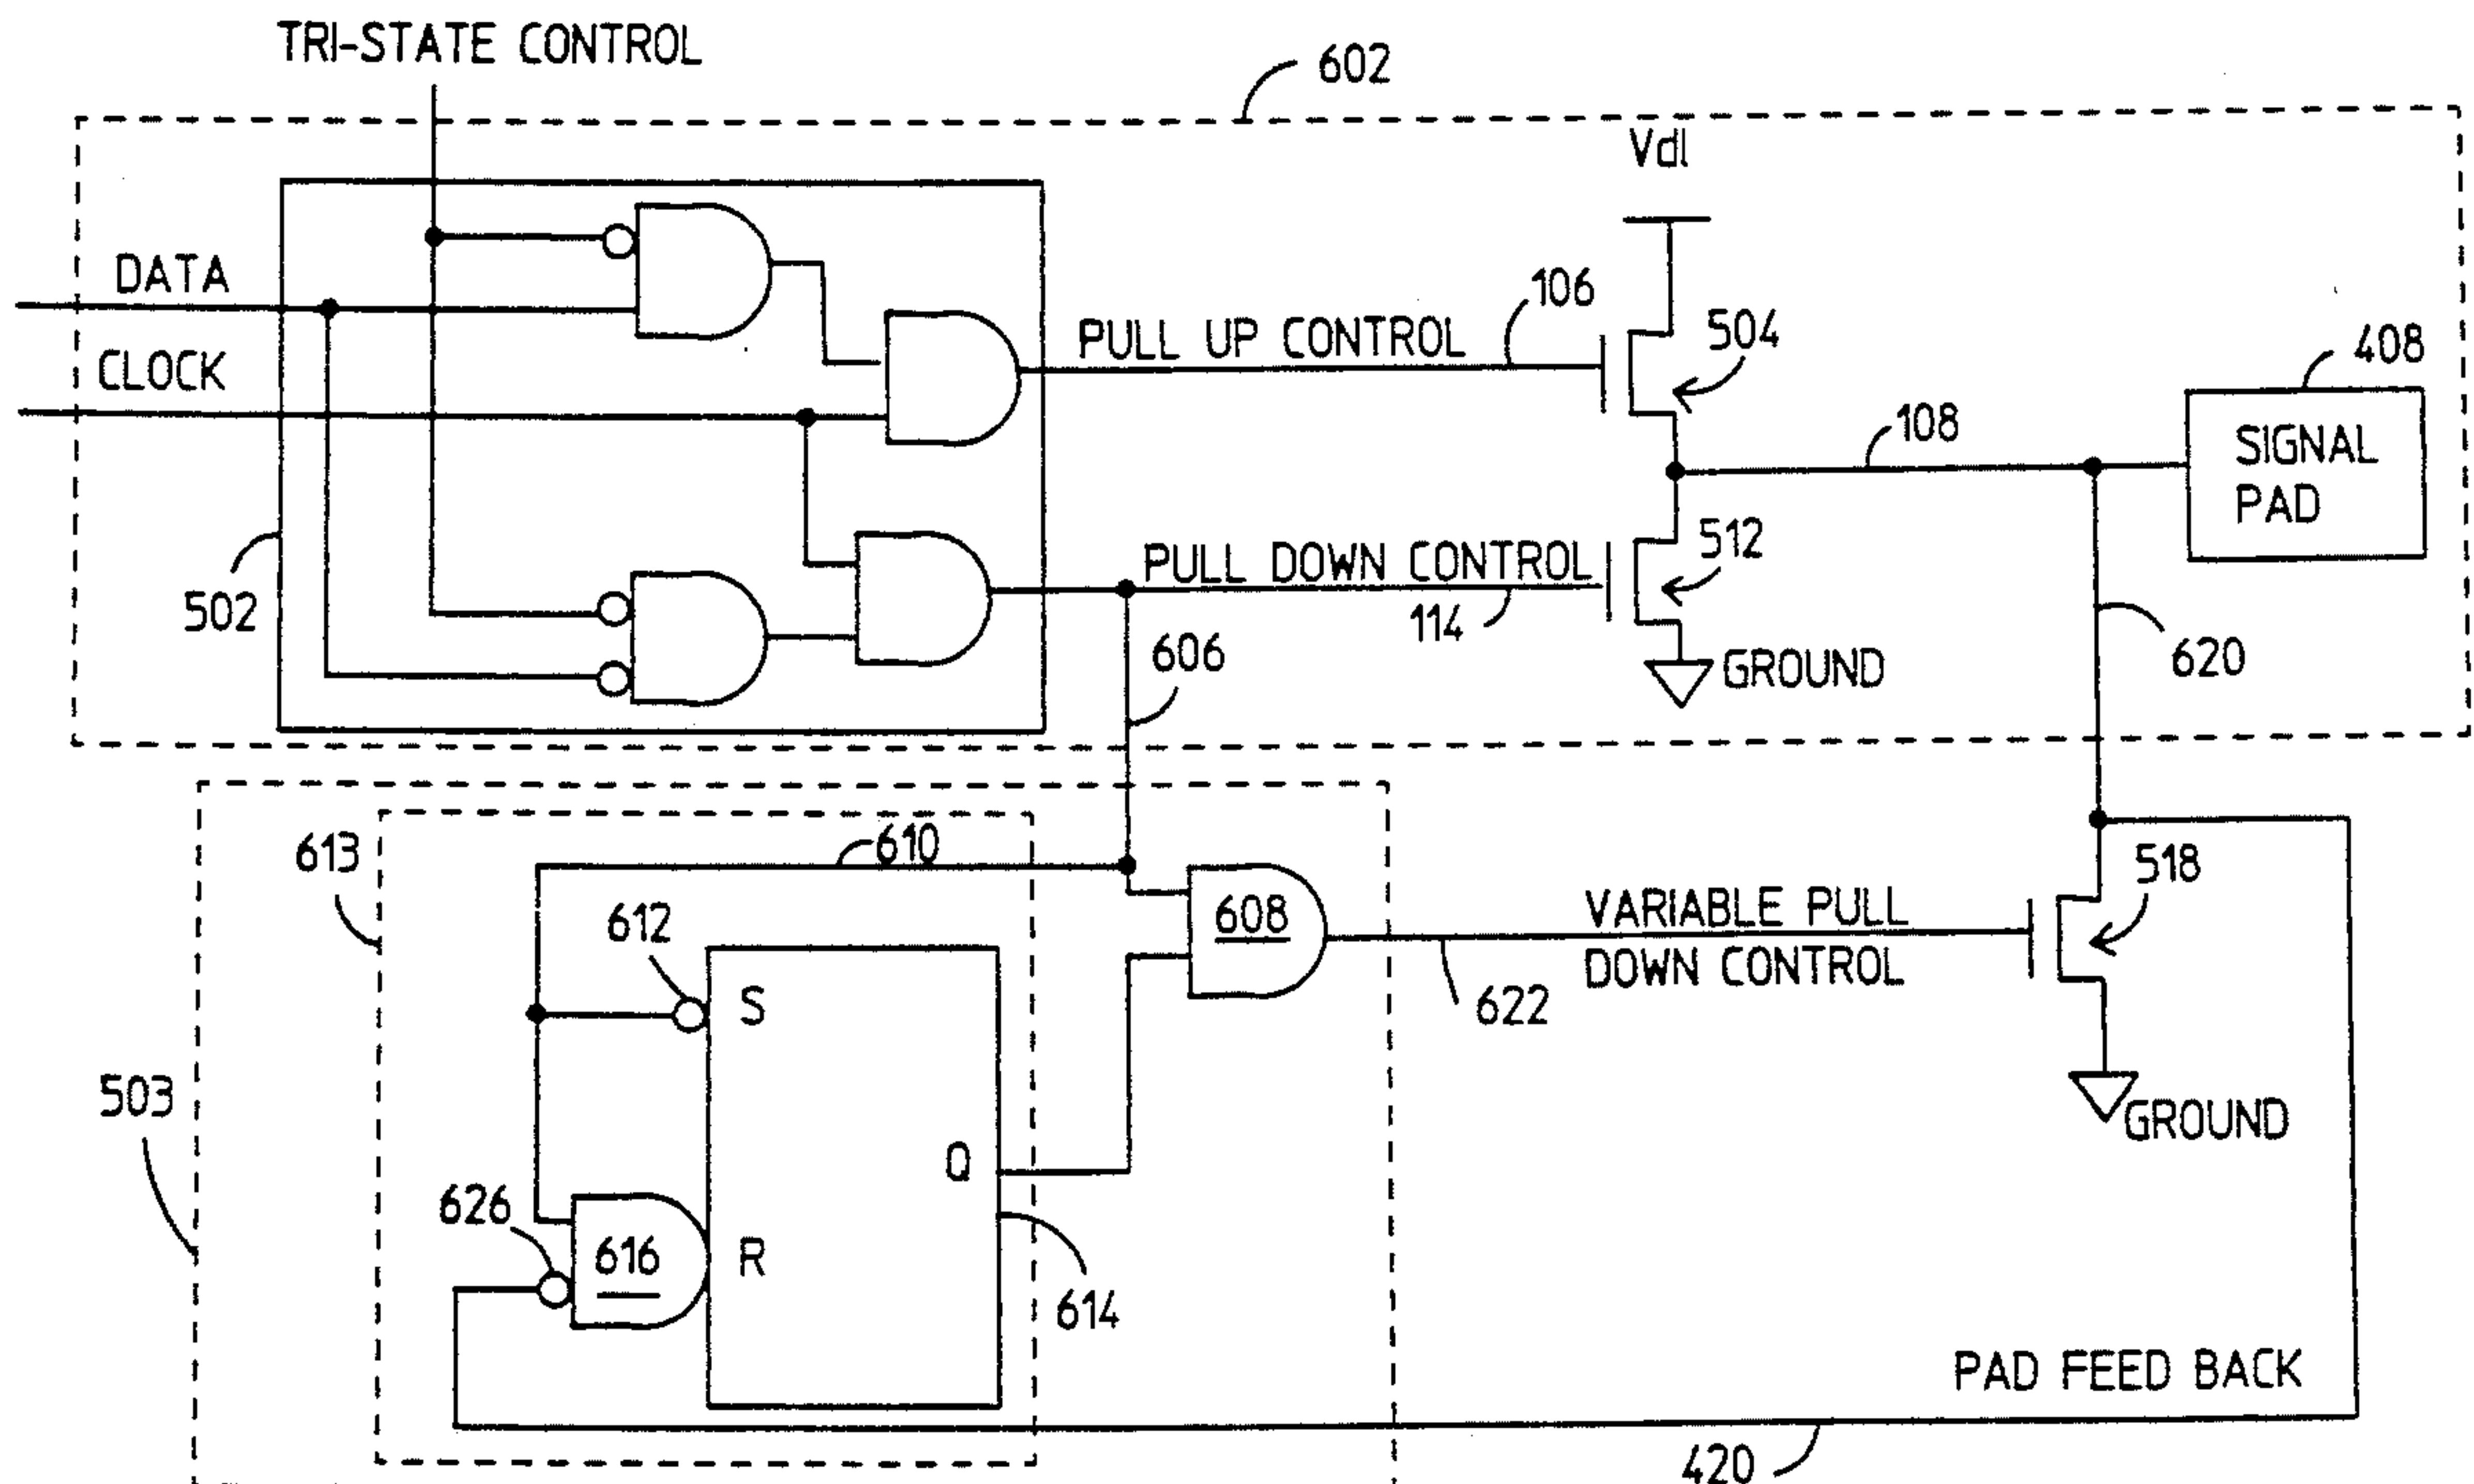 TRI-STATE CONTROL
602
Vdl
DATA
106
PULL UP CONTROL
504
408
CLOCK
108
SIGNAL
PAD
512
PULL DOWN CONTROL
502
114
606
GROUND
620
613
610
518
612
608
VARIABLE PULL
DOWN CONTROL
S
622
503
GROUND
Q
626
616
R
614
PAD FEED BACK
420